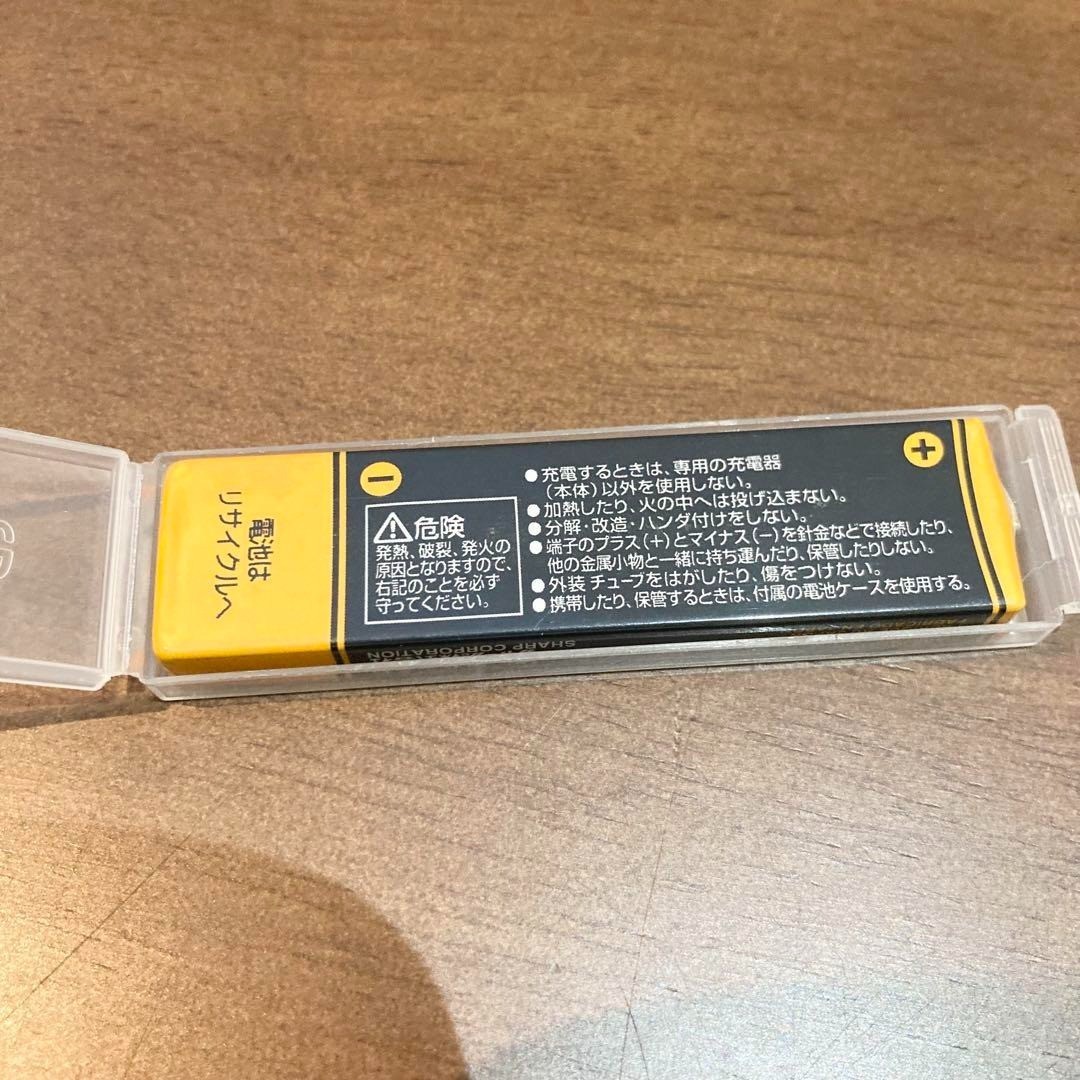 電池は
リサイクルへ
危険
発熱、破裂、発火の
原因となりますので、
右記のことを必ず
守ってください。
●充電するときは、専用の充電器
(本体)以外を使用しない。
●加熱したり、火の中へは投げ込まない。
●分解・改造・ハンダ付けをしない。
●端子のプラス(+)とマイナス(−)を針金などで接続したり、
他の金属小物と一緒に持ち運んだり、保管したりしない。
●外装チューブをはがしたり、傷をつけない。
●携帯したり、保管するときは、付属の電池ケースを使用する。
SHARP CORPORATION